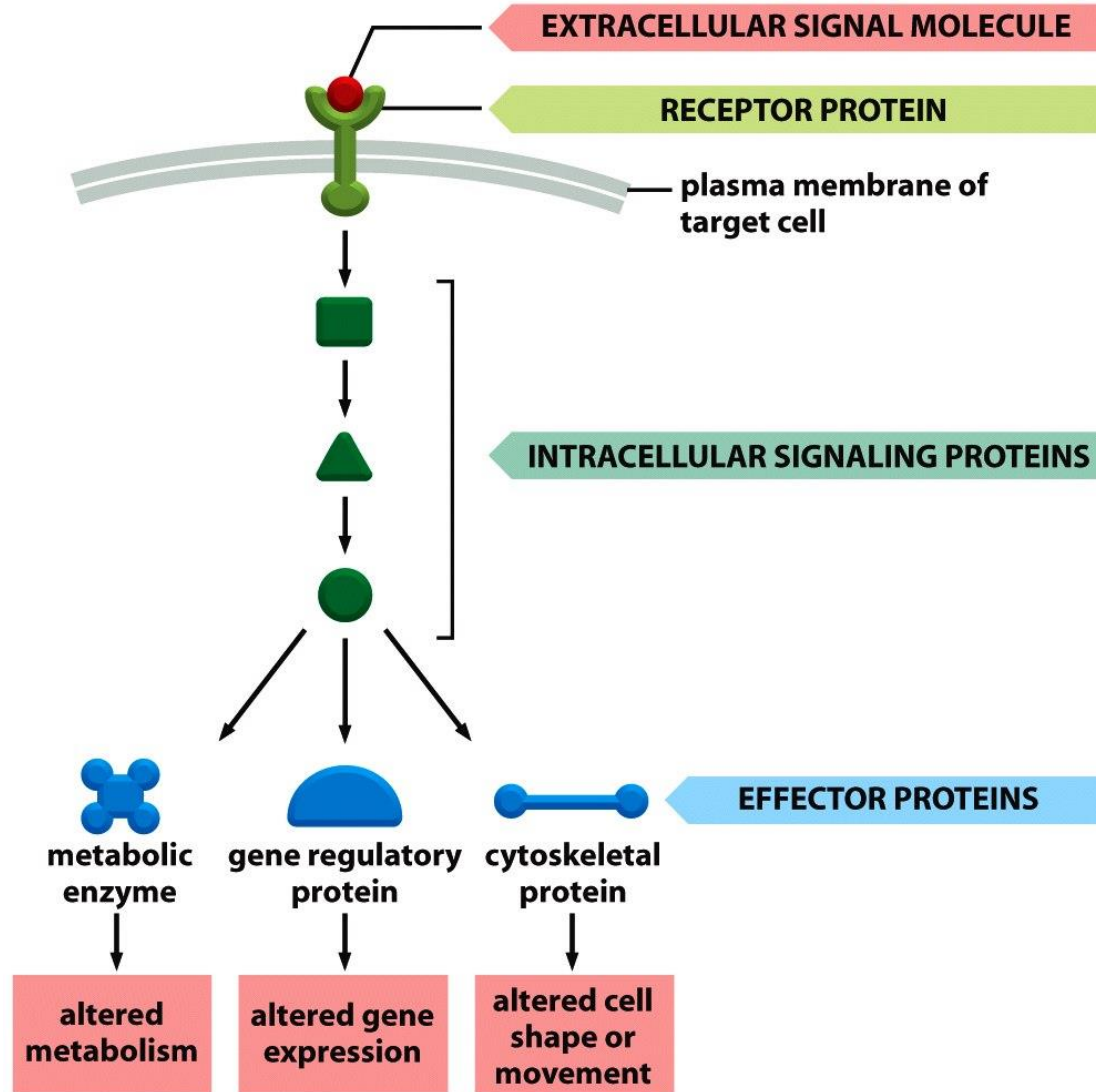 EXTRACELLULAR SIGNAL MOLECULE
RECEPTOR PROTEIN
plasma membrane of
target cell
INTRACELLULAR SIGNALING PROTEINS
EFFECTOR PROTEINS
metabolic
enzyme
gene regulatory
protein
cytoskeletal
protein
altered
metabolism
altered gene
expression
altered cell
shape or
movement